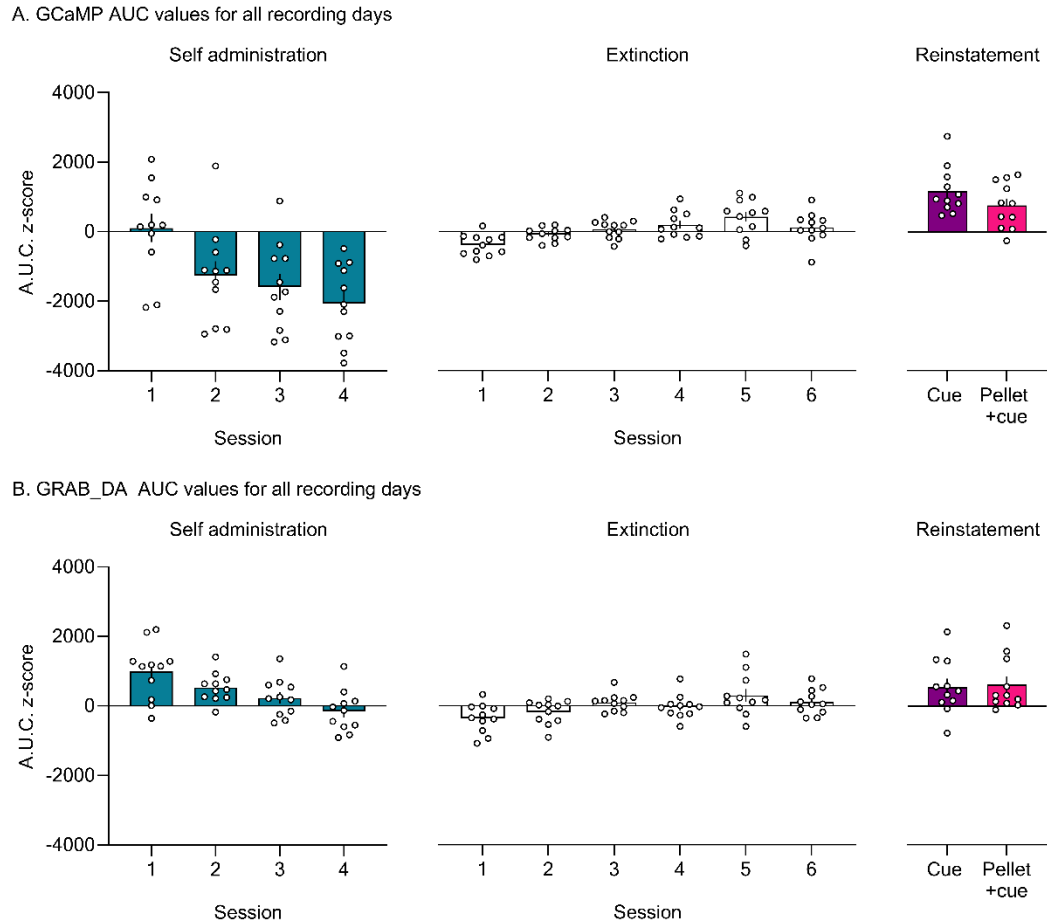 A. GCaMP AUC values for all recording days
Self administration
Extinction
Reinstatement
A.U.C. z-score
4000
2000
0
-2000
-4000
1 2 3 4
1 2 3 4 5 6
Cue Pellet
+cue
Session
Session
B. GRAB_DA AUC values for all recording days
Self administration
Extinction
Reinstatement
A.U.C. z-score
4000
2000
0
-2000
-4000
1 2 3 4
1 2 3 4 5 6
Cue Pellet
+cue
Session
Session